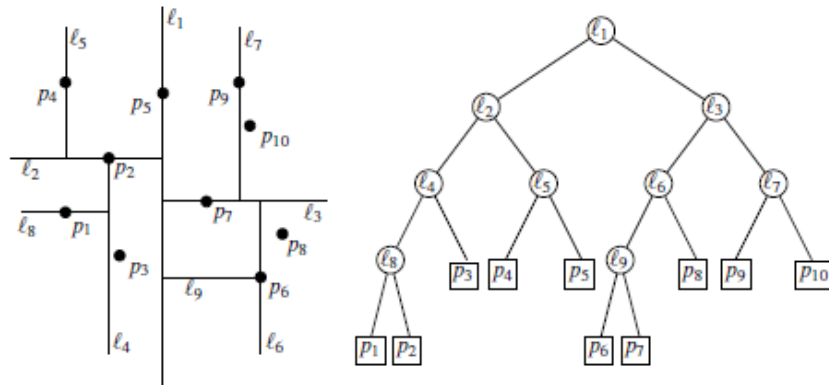 ℓ1
ℓ5
ℓ7
p4
p5
p9
p10
ℓ2
p2
p7
ℓ3
ℓ8
p1
p8
p3
ℓ9
p6
ℓ4
ℓ6
ℓ1
ℓ2 ℓ3
ℓ4 ℓ5 ℓ6 ℓ7
ℓ8 p3 p4 p5 ℓ9 p8 p9 p10
p1 p2 p6 p7